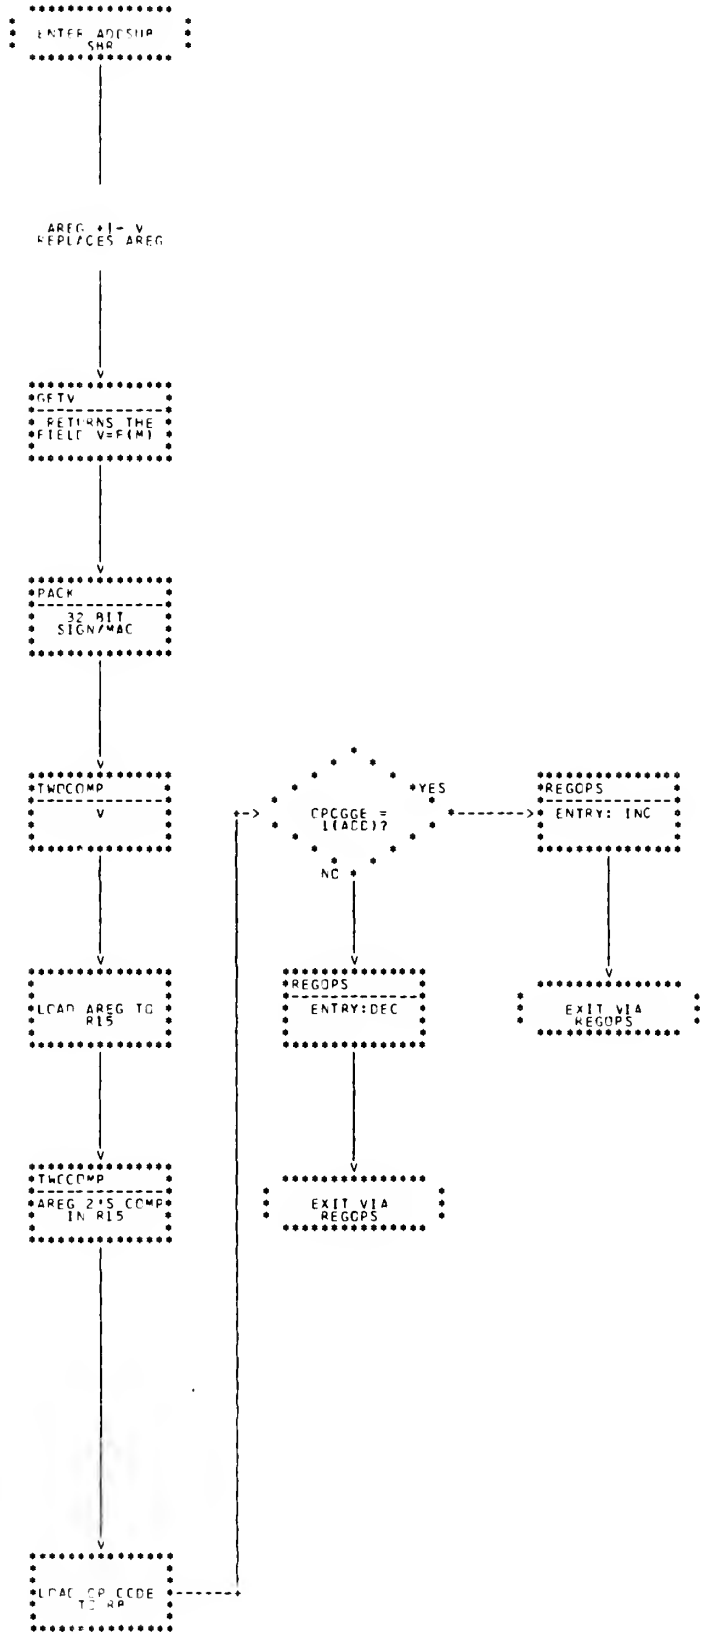 ENTER ADDSUB
SHR
AREG +|- V
REPLACES AREG
GETV
RETURNS THE
FIELD V=F(M)
PACK
32 BIT
SIGN/MAG
TWOCOMP
V
LOAD AREG TO
R15
TWOCOMP
AREG 2'S COMP
IN R15
LOAD OP CODE
TO R8
OPCODE =
1(ADD)?
YES
NO
REGOPS
ENTRY:DEC
EXIT VIA
REGOPS
REGOPS
ENTRY: INC
EXIT VIA
REGOPS